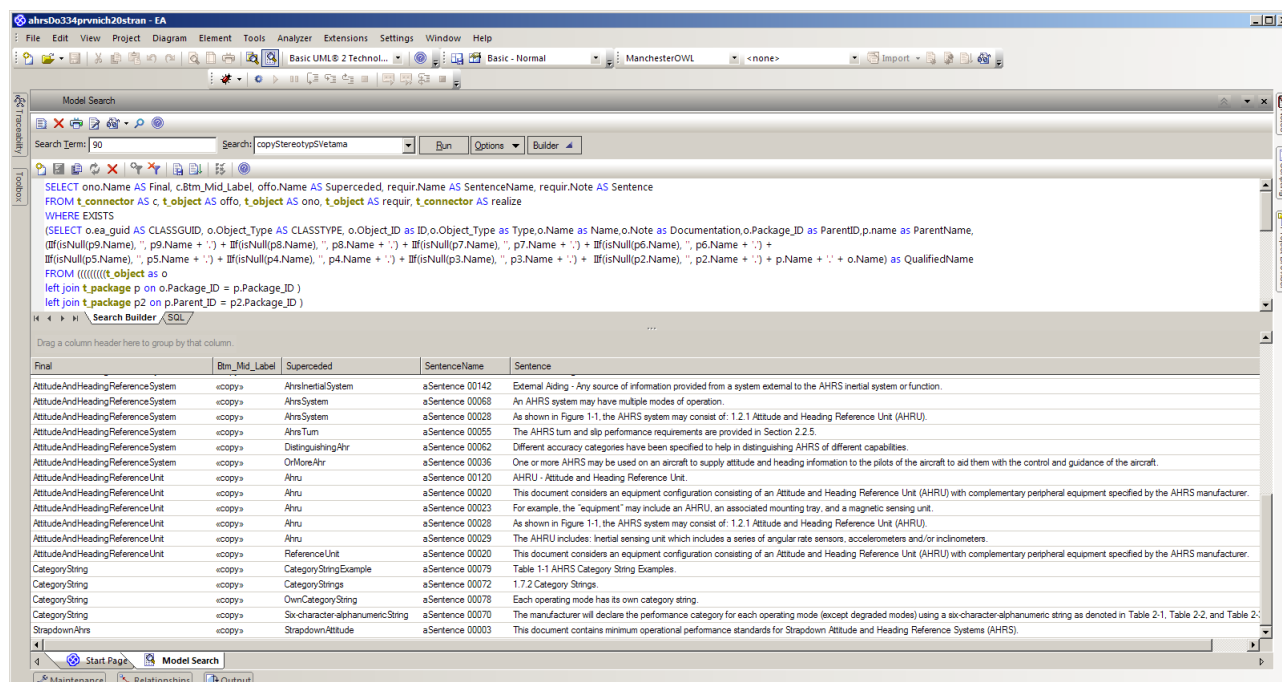 ahrsDo334prvnich20stran - EA
File Edit View Project Diagram Element Tools Analyzer Extensions Settings Window Help
Basic UML® 2 Technol... Basic - Normal ManchesterOWL <none> Import
Traceability
Toolbox
Model Search
Search Term: 90 Search: copyStereotypSVetama Run Options Builder
SELECT ono.Name AS Final, c.Btm_Mid_Label, offo.Name AS Superceded, requir.Name AS SentenceName, requir.Note AS Sentence
FROM t_connector AS c, t_object AS offo, t_object AS ono, t_object AS requir, t_connector AS realize
WHERE EXISTS
(SELECT o.ea_guid AS CLASSGUID, o.Object_Type AS CLASSTYPE, o.Object_ID as ID,o.Object_Type as Type,o.Name as Name,o.Note as Documentation,o.Package_ID as ParentID,p.name as ParentName,
(IIf(isNull(p9.Name), '', p9.Name + '.') + IIf(isNull(p8.Name), '', p8.Name + '.') + IIf(isNull(p7.Name), '', p7.Name + '.') + IIf(isNull(p6.Name), '', p6.Name + '.') +
IIf(isNull(p5.Name), '', p5.Name + '.') + IIf(isNull(p4.Name), '', p4.Name + '.') + IIf(isNull(p3.Name), '', p3.Name + '.') + IIf(isNull(p2.Name), '', p2.Name + '.') + p.Name + '.' + o.Name) as QualifiedName
FROM (((((((((t_object as o
left join t_package p on o.Package_ID = p.Package_ID )
left join t_package p2 on p.Parent_ID = p2.Package_ID )
Search Builder SQL
Drag a column header here to group by that column.
Final Btm_Mid_Label Superceded SentenceName Sentence
AttitudeAndHeadingReferenceSystem «copy» AhrsInertialSystem aSentence 00142 External Aiding - Any source of information provided from a system external to the AHRS inertial system or function.
AttitudeAndHeadingReferenceSystem «copy» AhrsSystem aSentence 00068 An AHRS system may have multiple modes of operation.
AttitudeAndHeadingReferenceSystem «copy» AhrsSystem aSentence 00028 As shown in Figure 1-1, the AHRS system may consist of: 1.2.1 Attitude and Heading Reference Unit (AHRU).
AttitudeAndHeadingReferenceSystem «copy» AhrsTurn aSentence 00055 The AHRS turn and slip performance requirements are provided in Section 2.2.5.
AttitudeAndHeadingReferenceSystem «copy» DistinguishingAhr aSentence 00062 Different accuracy categories have been specified to help in distinguishing AHRS of different capabilities.
AttitudeAndHeadingReferenceSystem «copy» OrMoreAhr aSentence 00036 One or more AHRS may be used on an aircraft to supply attitude and heading information to the pilots of the aircraft to aid them with the control and guidance of the aircraft.
AttitudeAndHeadingReferenceUnit «copy» Ahru aSentence 00120 AHRU - Attitude and Heading Reference Unit.
AttitudeAndHeadingReferenceUnit «copy» Ahru aSentence 00020 This document considers an equipment configuration consisting of an Attitude and Heading Reference Unit (AHRU) with complementary peripheral equipment specified by the AHRS manufacturer.
AttitudeAndHeadingReferenceUnit «copy» Ahru aSentence 00023 For example, the "equipment" may include an AHRU, an associated mounting tray, and a magnetic sensing unit.
AttitudeAndHeadingReferenceUnit «copy» Ahru aSentence 00028 As shown in Figure 1-1, the AHRS system may consist of: 1.2.1 Attitude and Heading Reference Unit (AHRU).
AttitudeAndHeadingReferenceUnit «copy» Ahru aSentence 00029 The AHRU includes: Inertial sensing unit which includes a series of angular rate sensors, accelerometers and/or inclinometers.
AttitudeAndHeadingReferenceUnit «copy» ReferenceUnit aSentence 00020 This document considers an equipment configuration consisting of an Attitude and Heading Reference Unit (AHRU) with complementary peripheral equipment specified by the AHRS manufacturer.
CategoryString «copy» CategoryStringExample aSentence 00079 Table 1-1 AHRS Category String Examples.
CategoryString «copy» CategoryStrings aSentence 00072 1.7.2 Category Strings.
CategoryString «copy» OwnCategoryString aSentence 00078 Each operating mode has its own category string.
CategoryString «copy» Six-character-alphanumericString aSentence 00070 The manufacturer will declare the performance category for each operating mode (except degraded modes) using a six-character-alphanumeric string as denoted in Table 2-1, Table 2-2, and Table 2-
StrapdownAhrs «copy» StrapdownAttitude aSentence 00003 This document contains minimum operational performance standards for Strapdown Attitude and Heading Reference Systems (AHRS).
Start Page Model Search
Maintenance Relationships Output